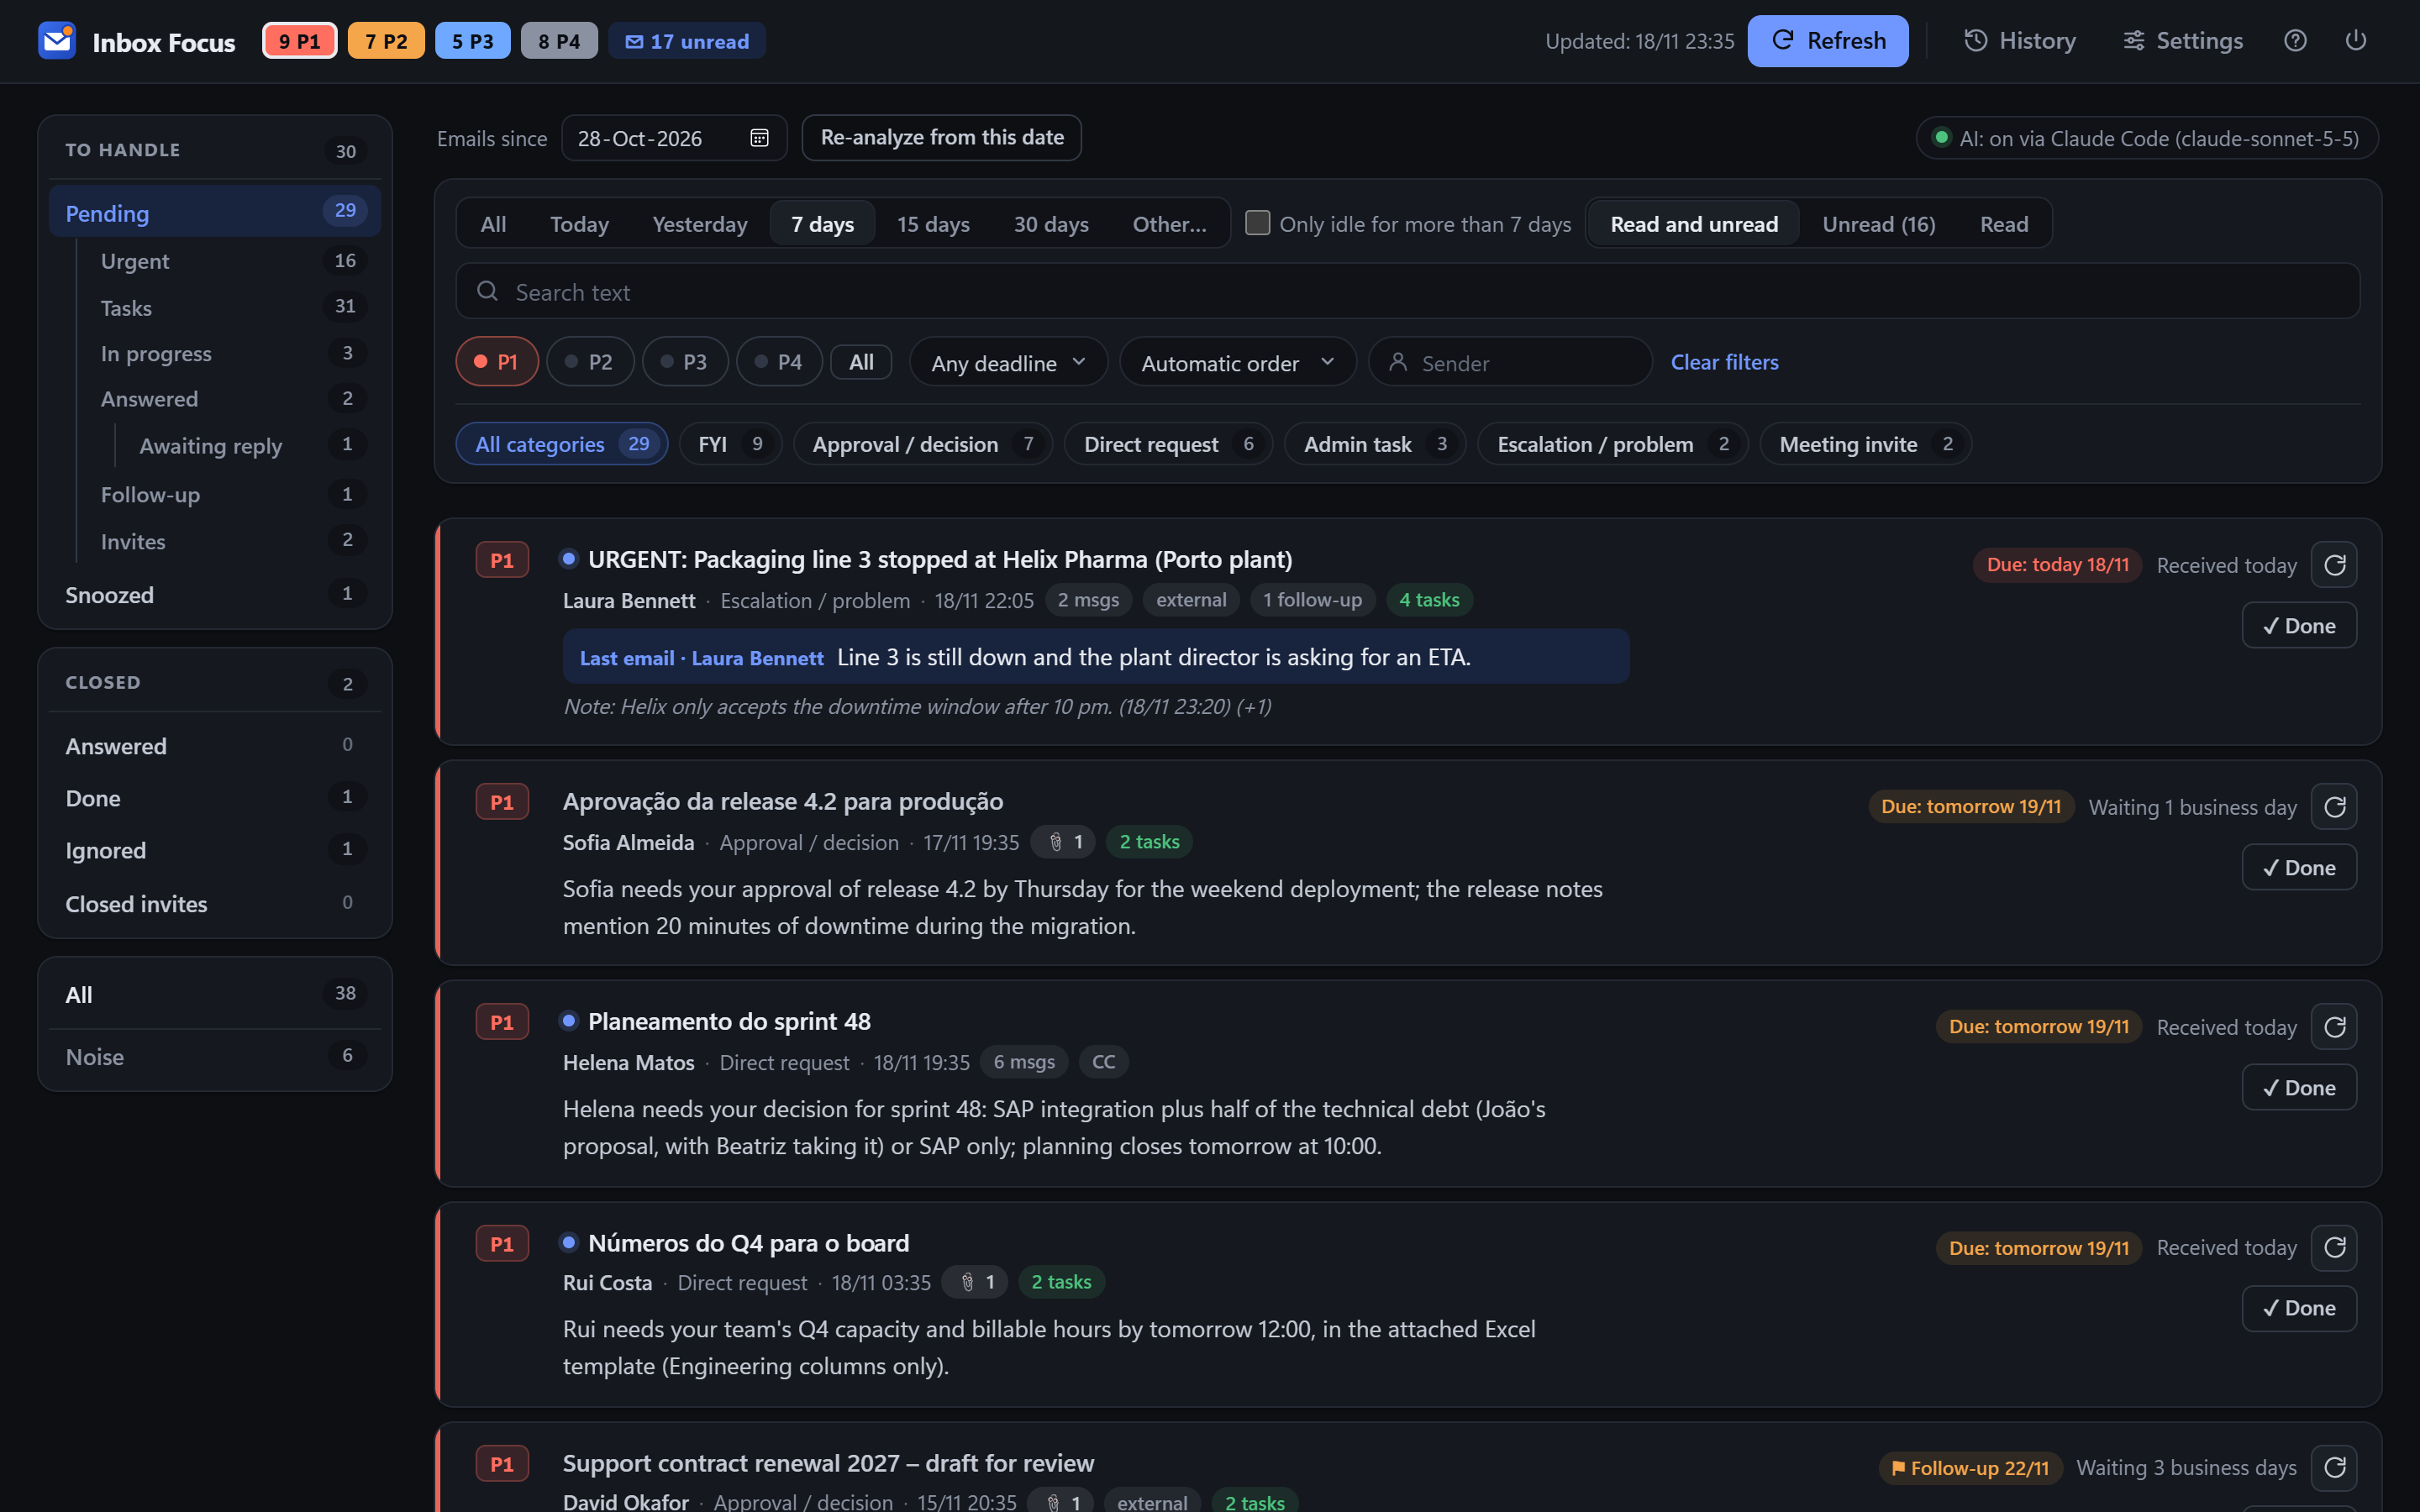 Inbox Focus 9 P1 7 P2 5 P3 8 P4 17 unread Updated: 18/11 23:35 Refresh History Settings
TO HANDLE 30
Pending 29
Urgent 16
Tasks 31
In progress 3
Answered 2
Awaiting reply 1
Follow-up 1
Invites 2
Snoozed 1
CLOSED 2
Answered 0
Done 1
Ignored 1
Closed invites 0
All 38
Noise 6
Emails since 28-Oct-2026 Re-analyze from this date AI: on via Claude Code (claude-sonnet-5-5)
All Today Yesterday 7 days 15 days 30 days Other... Only idle for more than 7 days Read and unread Unread (16) Read
Search text
P1 P2 P3 P4 All Any deadline Automatic order Sender Clear filters
All categories 29 FYI 9 Approval / decision 7 Direct request 6 Admin task 3 Escalation / problem 2 Meeting invite 2
P1 URGENT: Packaging line 3 stopped at Helix Pharma (Porto plant) Due: today 18/11 Received today
Laura Bennett · Escalation / problem · 18/11 22:05 2 msgs external 1 follow-up 4 tasks
✓ Done
Last email · Laura Bennett Line 3 is still down and the plant director is asking for an ETA.
Note: Helix only accepts the downtime window after 10 pm. (18/11 23:20) (+1)
P1 Aprovação da release 4.2 para produção Due: tomorrow 19/11 Waiting 1 business day
Sofia Almeida · Approval / decision · 17/11 19:35 1 2 tasks
✓ Done
Sofia needs your approval of release 4.2 by Thursday for the weekend deployment; the release notes
mention 20 minutes of downtime during the migration.
P1 Planeamento do sprint 48 Due: tomorrow 19/11 Received today
Helena Matos · Direct request · 18/11 19:35 6 msgs CC
✓ Done
Helena needs your decision for sprint 48: SAP integration plus half of the technical debt (João's
proposal, with Beatriz taking it) or SAP only; planning closes tomorrow at 10:00.
P1 Números do Q4 para o board Due: tomorrow 19/11 Received today
Rui Costa · Direct request · 18/11 03:35 1 2 tasks
✓ Done
Rui needs your team's Q4 capacity and billable hours by tomorrow 12:00, in the attached Excel
template (Engineering columns only).
P1 Support contract renewal 2027 – draft for review Follow-up 22/11 Waiting 3 business days
David Okafor · Approval / decision · 15/11 20:35 1 external 2 tasks